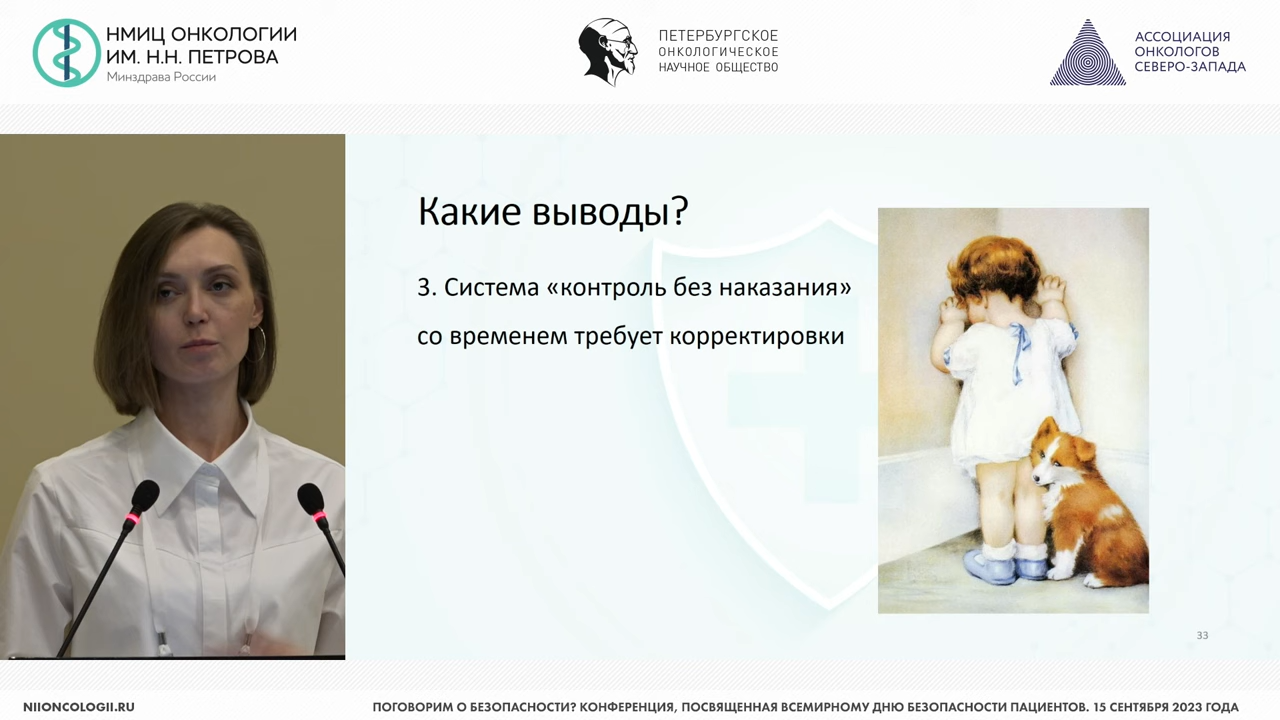 НМИЦ ОНКОЛОГИИ
ИМ. Н.Н. ПЕТРОВА
Минздрава России
ПЕТЕРБУРГСКОЕ
ОНКОЛОГИЧЕСКОЕ
НАУЧНОЕ ОБЩЕСТВО
АССОЦИАЦИЯ
ОНКОЛОГОВ
СЕВЕРО-ЗАПАДА
Какие выводы?
3. Система «контроль без наказания»
со временем требует корректировки
33
NIIONCOLOGII.RU
ПОГОВОРИМ О БЕЗОПАСНОСТИ? КОНФЕРЕНЦИЯ, ПОСВЯЩЕННАЯ ВСЕМИРНОМУ ДНЮ БЕЗОПАСНОСТИ ПАЦИЕНТОВ. 15 СЕНТЯБРЯ 2023 ГОДА